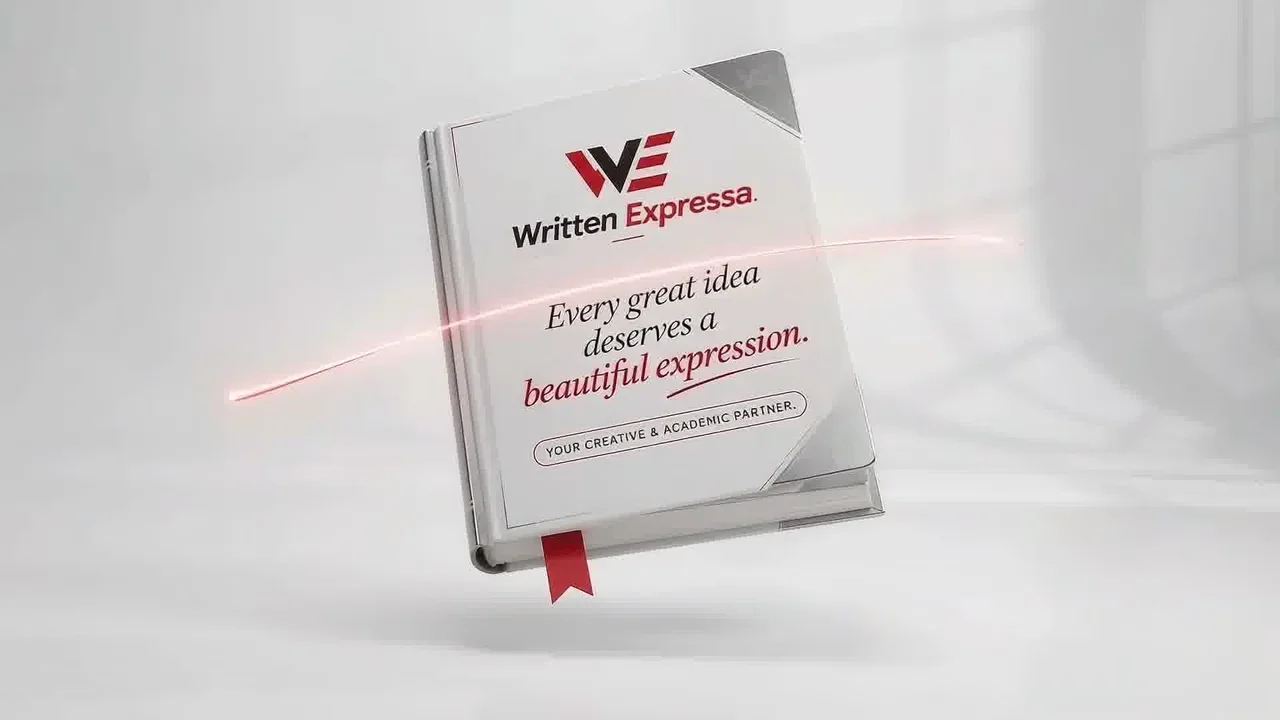 WE
Written Expressa.
Every great idea
deserves a
beautiful expression.
YOUR CREATIVE & ACADEMIC PARTNER.